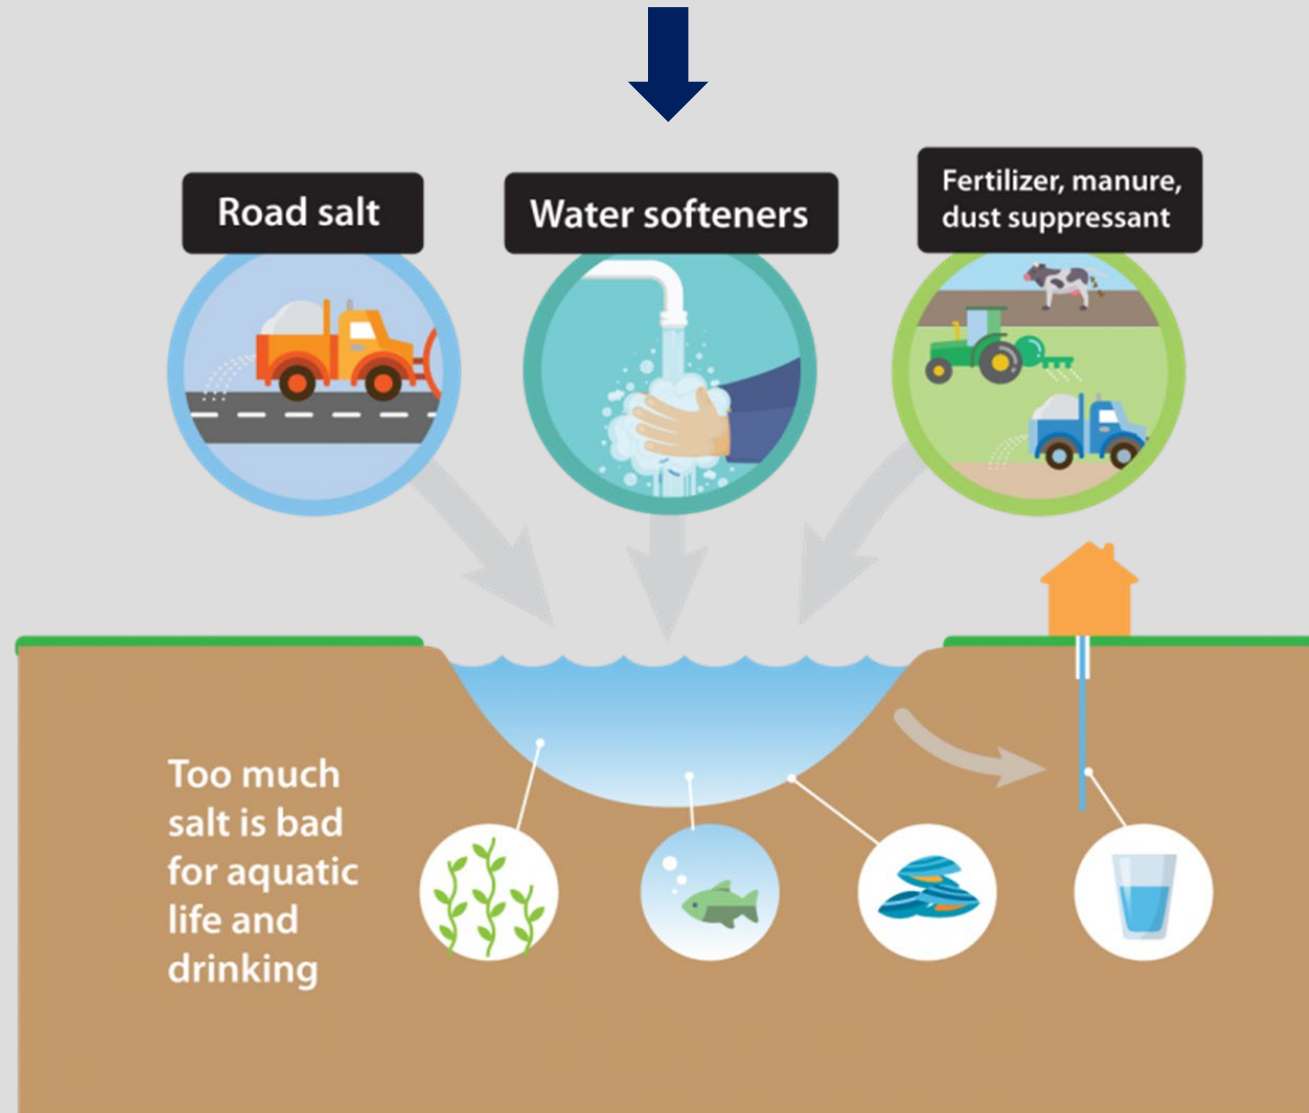 Road salt
Water softeners
Fertilizer, manure,
dust suppressant
Too much
salt is bad
for aquatic
life and
drinking